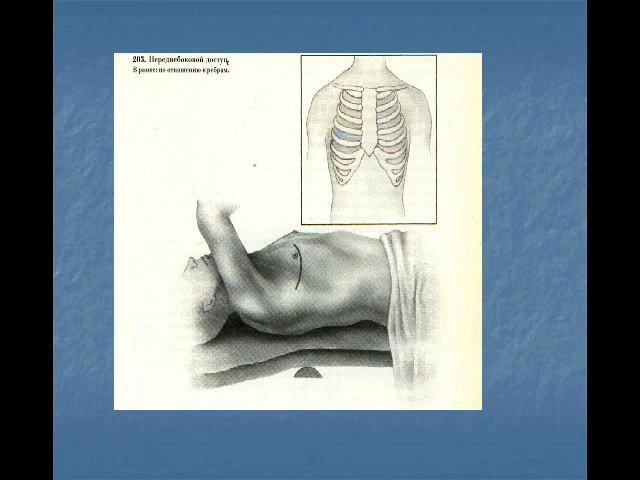 203. Переднебоковой доступ.
В рамке: по отношению к ребрам.